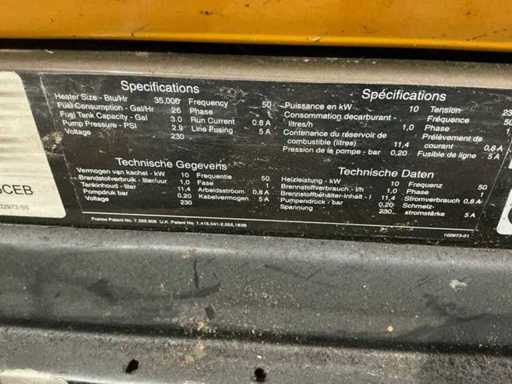 Specifications
Heater Size - Btu/Hr 35,000 Frequency 50
Fuel Consumption - Gal/Hr .26 Phase 1
Fuel Tank Capacity - Gal 3.0 Run Current 0.8 A
Pump Pressure - PSI 2.9 Line Fusing 5 A
Voltage 230
Spécifications
Puissance en kW 10 Tension 230
Consommation decarburant - Fréquence
litres/h 1,0 Phase
Contenance du réservoir de Prélèvement de
combustible (litres) 11,4 courant 0,8 A
Pression de la pompe - bar 0,20 Fusible de ligne 5 A
Technische Gegevens
Vermogen van kachel - kW 10 Frequentie 50
Brandstofverbruik - Bar/uur 1,0 Fase 1
Tankinhoud - liter 11,4 Arbeidsstroom 0,8 A
Pompdruk bar 0,20 Kabelvermogen 5 A
Voltage 230
Technische Daten
Heizleistung - kW 10 Frequenz 50
Brennstoffverbrauch - l/h 1,0 Phase 1
Brennstoffbehälter-Inhalt - l 11,4 Stromverbrauch 0,8 A
Pumpendruck - bar 0,20 Schmelz-
Spannung 230 stromstärke 5 A
CEB